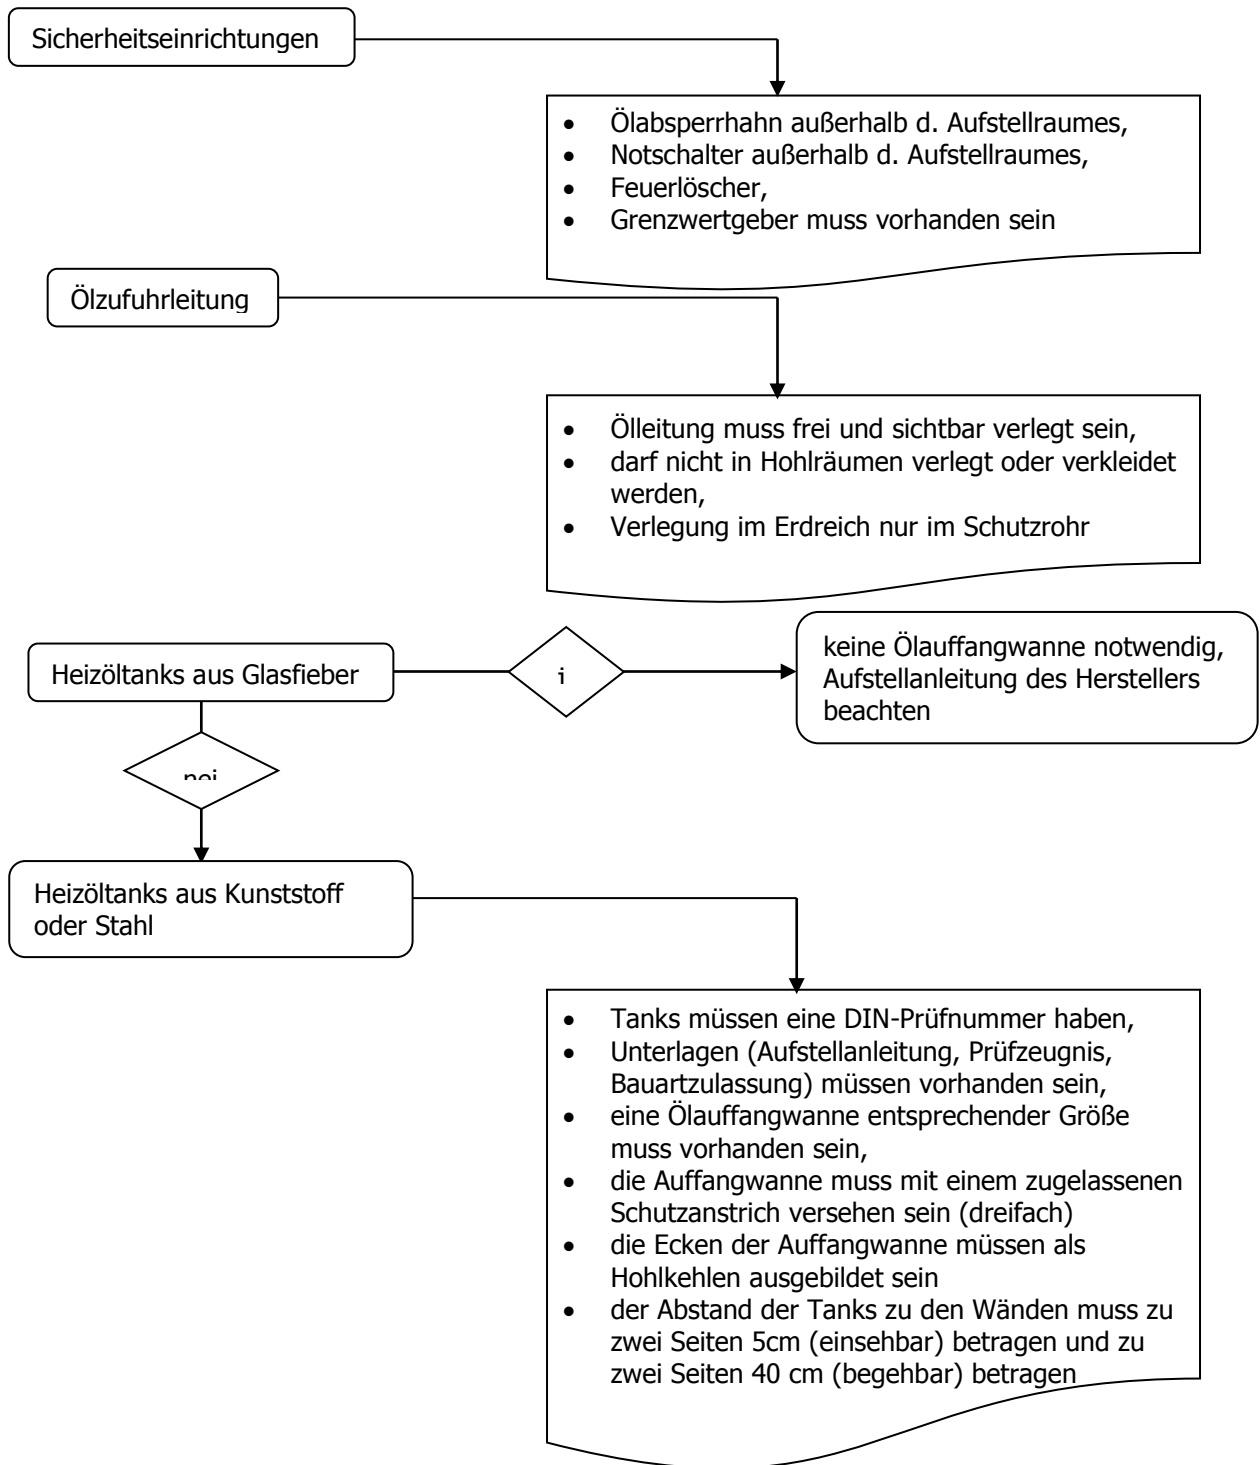 Sicherheitseinrichtungen
• Ölabsperrhahn außerhalb d. Aufstellraumes,
• Notschalter außerhalb d. Aufstellraumes,
• Feuerlöscher,
• Grenzwertgeber muss vorhanden sein
Ölzufuhrleitung
• Ölleitung muss frei und sichtbar verlegt sein,
• darf nicht in Hohlräumen verlegt oder verkleidet
werden,
• Verlegung im Erdreich nur im Schutzrohr
Heizöltanks aus Glasfieber
keine Ölauffangwanne notwendig,
Aufstellanleitung des Herstellers
beachten
nei
Heizöltanks aus Kunststoff
oder Stahl
• Tanks müssen eine DIN-Prüfnummer haben,
• Unterlagen (Aufstellanleitung, Prüfzeugnis,
Bauartzulassung) müssen vorhanden sein,
• eine Ölauffangwanne entsprechender Größe
muss vorhanden sein,
• die Auffangwanne muss mit einem zugelassenen
Schutzanstrich versehen sein (dreifach)
• die Ecken der Auffangwanne müssen als
Hohlkehlen ausgebildet sein
• der Abstand der Tanks zu den Wänden muss zu
zwei Seiten 5cm (einsehbar) betragen und zu
zwei Seiten 40 cm (begehbar) betragen